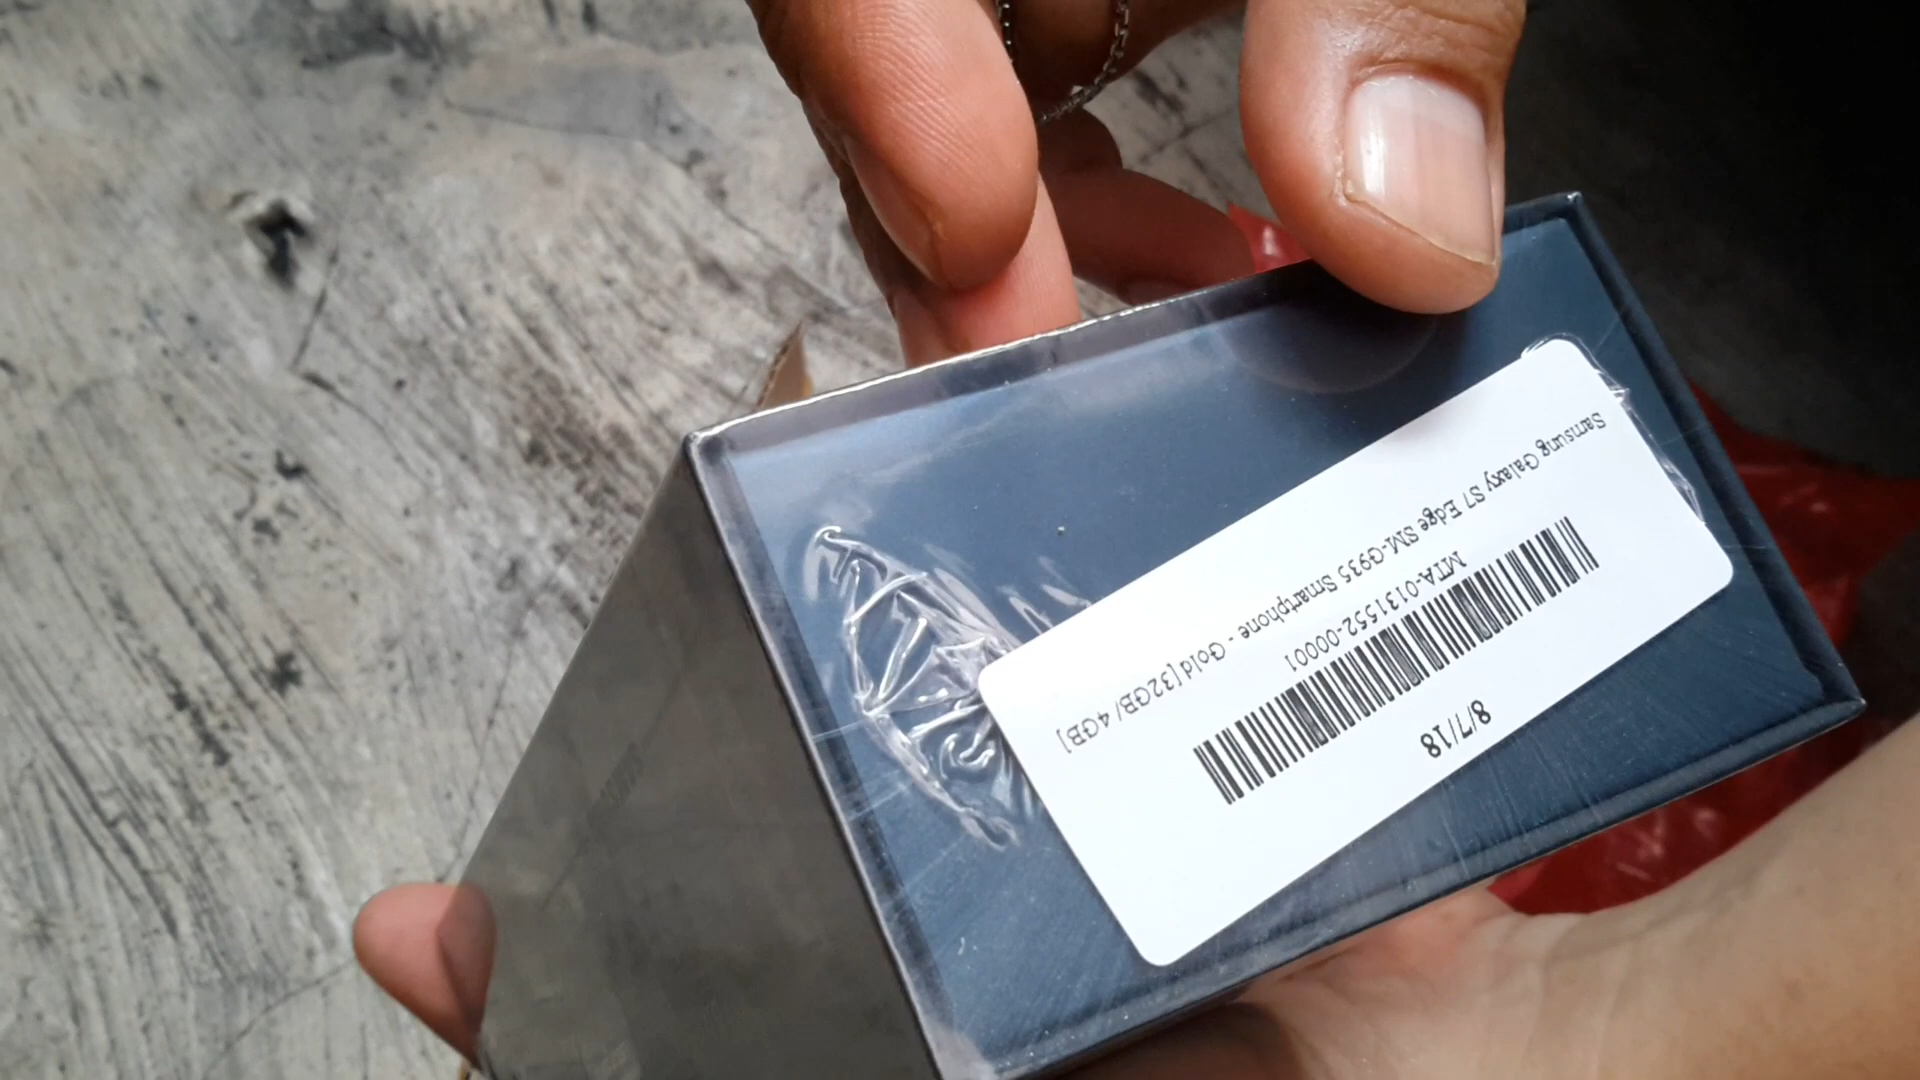 Samsung Galaxy S7 Edge SM-G935 Smartphone - Gold [32GB/ 4GB]
MTA-0131552-00001
8/7/18